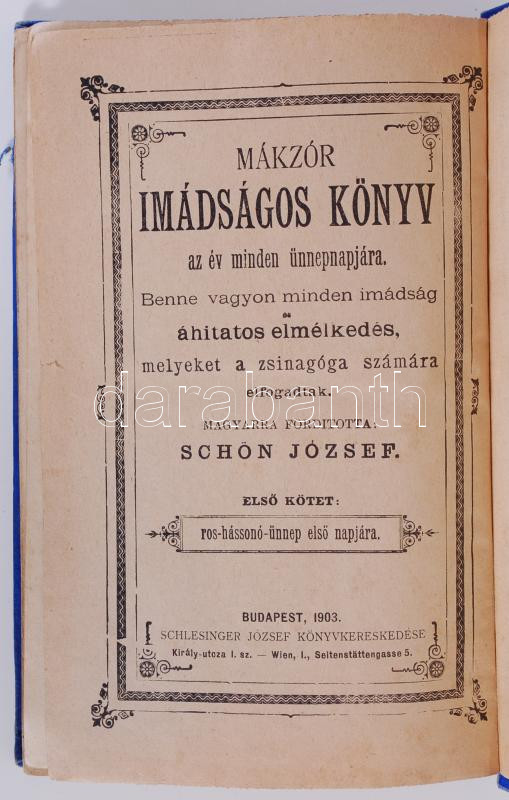 MÁKZÓR
IMÁDSÁGOS KÖNYV
az év minden ünnepnapjára.
Benne vagyon minden imádság
és
áhitatos elmélkedés,
melyeket a zsinagóga számára
elfogadtak.
darabanth
MAGYARRA FORDITOTTA:
SCHÖN JÓZSEF.
ELSŐ KÖTET:
ros-hássonó-ünnep első napjára.
BUDAPEST, 1903.
SCHLESINGER JÓZSEF KÖNYVKERESKEDÉSE
Király-utcza 1. sz. — Wien, I., Seitenstättengasse 5.